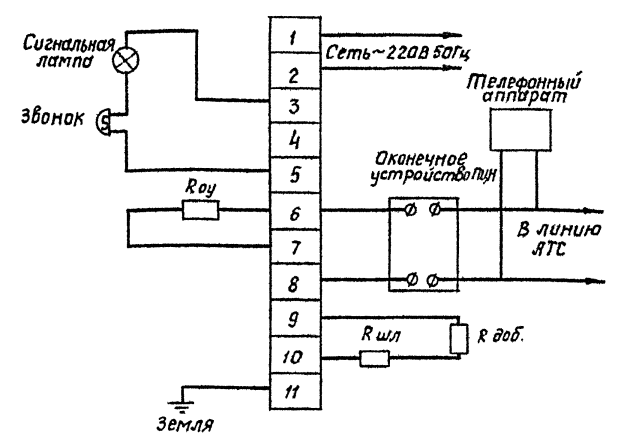 Сигнальная
лампа
Звонок
Rоу
1
2
3
4
5
6
7
8
9
10
11
Сеть~220В 50Гц
Телефонный
аппарат
Оконечное
устройство ПЦН
В линию
АТС
R шл
R доб.
Земля